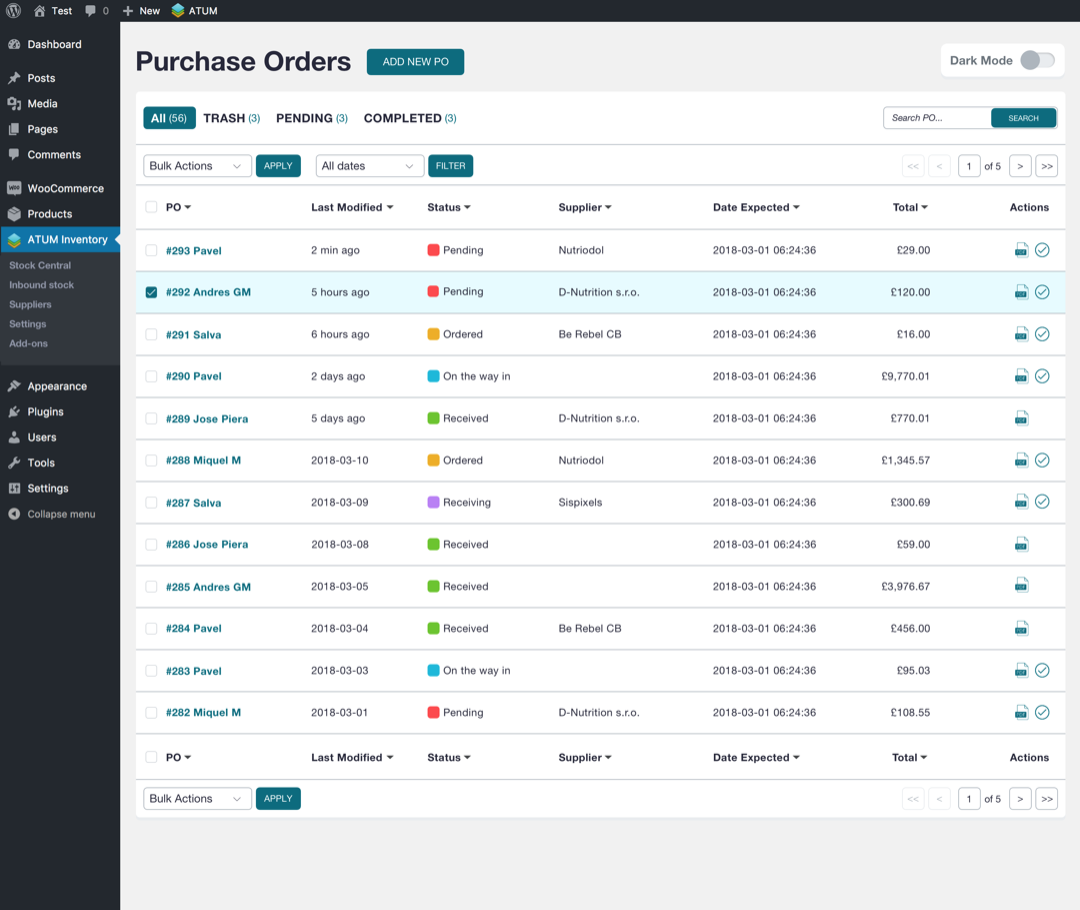 Test 0 New ATUM
Dashboard
Posts
Media
Pages
Comments
WooCommerce
Products
ATUM Inventory
Stock Central
Inbound stock
Suppliers
Settings
Add-ons
Appearance
Plugins
Users
Tools
Settings
Collapse menu
Purchase Orders ADD NEW PO Dark Mode
All (56) TRASH (3) PENDING (3) COMPLETED (3) Search PO... SEARCH
Bulk Actions APPLY All dates FILTER << < 1 of 5 > >>
PO Last Modified Status Supplier Date Expected Total Actions
#293 Pavel 2 min ago Pending Nutriodol 2018-03-01 06:24:36 £29.00
#292 Andres GM 5 hours ago Pending D-Nutrition s.r.o. 2018-03-01 06:24:36 £120.00
#291 Salva 6 hours ago Ordered Be Rebel CB 2018-03-01 06:24:36 £16.00
#290 Pavel 2 days ago On the way in 2018-03-01 06:24:36 £9,770.01
#289 Jose Piera 5 days ago Received D-Nutrition s.r.o. 2018-03-01 06:24:36 £770.01
#288 Miquel M 2018-03-10 Ordered Nutriodol 2018-03-01 06:24:36 £1,345.57
#287 Salva 2018-03-09 Receiving Sispixels 2018-03-01 06:24:36 £300.69
#286 Jose Piera 2018-03-08 Received 2018-03-01 06:24:36 £59.00
#285 Andres GM 2018-03-05 Received 2018-03-01 06:24:36 £3,976.67
#284 Pavel 2018-03-04 Received Be Rebel CB 2018-03-01 06:24:36 £456.00
#283 Pavel 2018-03-03 On the way in 2018-03-01 06:24:36 £95.03
#282 Miquel M 2018-03-01 Pending D-Nutrition s.r.o. 2018-03-01 06:24:36 £108.55
PO Last Modified Status Supplier Date Expected Total Actions
Bulk Actions APPLY << < 1 of 5 > >>